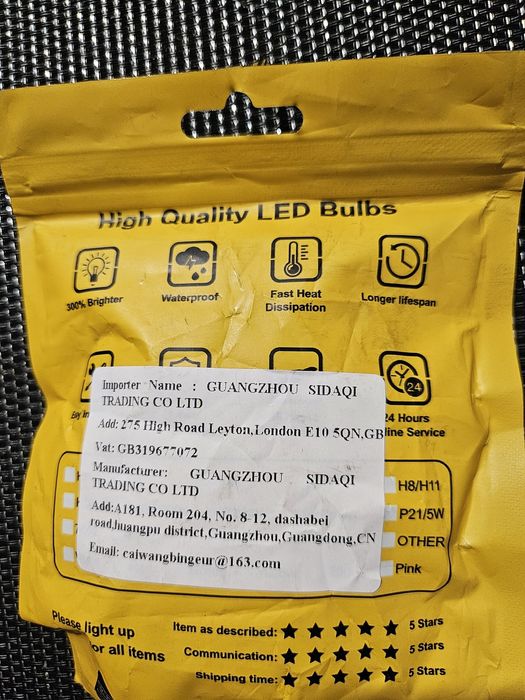 High Quality LED Bulbs
300% Brighter
Waterproof
Fast Heat
Dissipation
Longer lifespan
24
24 Hours
Importer Name : GUANGZHOU SIDAQI
TRADING CO LTD
Add: 275 High Road Leyton,London E10 5QN,GB
Vat: GB319677072
Manufacturer: GUANGZHOU SIDAQI
TRADING CO LTD
Add:A181, Room 204, No. 8-12, dashabei
road,huangpu district,Guangzhou,Guangdong,CN
Email: caiwangbingeur@163.com
Service
H8/H11
P21/5W
OTHER
Pink
Please light up
for all items
Item as described: ★ ★ ★ ★ ★ 5 Stars
Communication: ★ ★ ★ ★ ★ 5 Stars
Shipping time: ★ ★ ★ ★ ★ 5 Stars